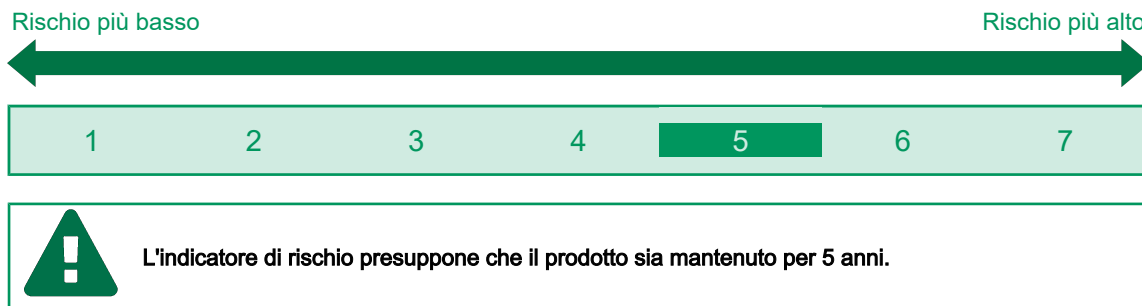 Rischio più basso Rischio più alto
1 2 3 4 5 6 7
L'indicatore di rischio presuppone che il prodotto sia mantenuto per 5 anni.